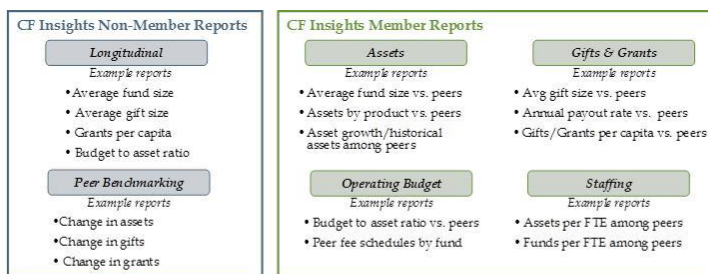 CF Insights Non-Member Reports
Longitudinal
Example reports
•Average fund size
•Average gift size
•Grants per capita
•Budget to asset ratio
Peer Benchmarking
Example reports
•Change in assets
•Change in gifts
•Change in grants
CF Insights Member Reports
Assets
Example reports
•Average fund size vs. peers
•Assets by product vs. peers
•Asset growth/historical
assets among peers
Gifts & Grants
Example reports
•Avg gift size vs. peers
•Annual payout rate vs. peers
•Gifts/Grants per capita vs. peers
Operating Budget
Example reports
•Budget to asset ratio vs. peers
•Peer fee schedules by fund
Staffing
Example reports
•Assets per FTE among peers
•Funds per FTE among peers